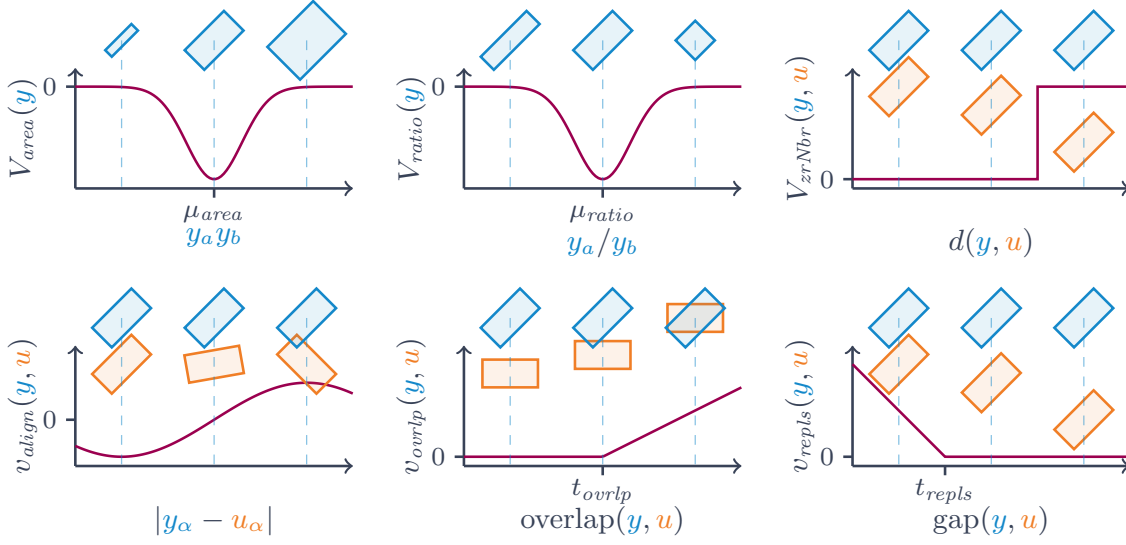 V_area(y)
0
μ_area
y_a y_b
V_ratio(y)
0
μ_ratio
y_a/y_b
V_zrNbr(y, u)
0
d(y, u)
v_align(y, u)
0
|y_α − u_α|
v_ovrlp(y, u)
0
t_ovrlp
overlap(y, u)
v_repls(y, u)
0
t_repls
gap(y, u)